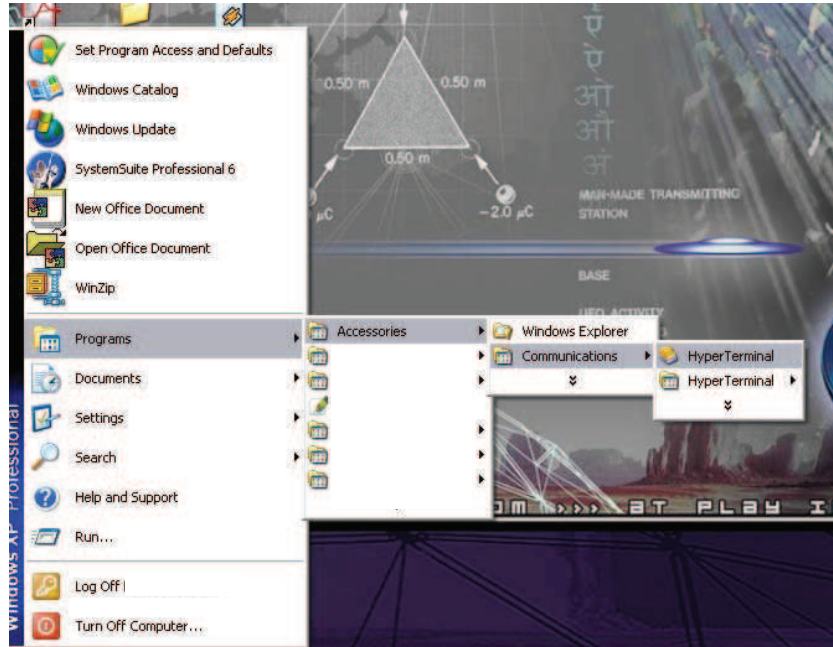 Set Program Access and Defaults
Windows Catalog
Windows Update
SystemSuite Professional 6
New Office Document
Open Office Document
WinZip
Programs
Documents
Settings
Search
Help and Support
Run...
Log Off
Turn Off Computer...
Windows XP Professional
Accessories
Windows Explorer
Communications
HyperTerminal
HyperTerminal
0.50 m
0.50 m
0.50 m
μC
-2.0 μC
ऍ
ऐ
ओ
औ
अं
MAN-MADE TRANSMITTING
STATION
BASE
UFO ACTIVITY
>>>> AT PLAY